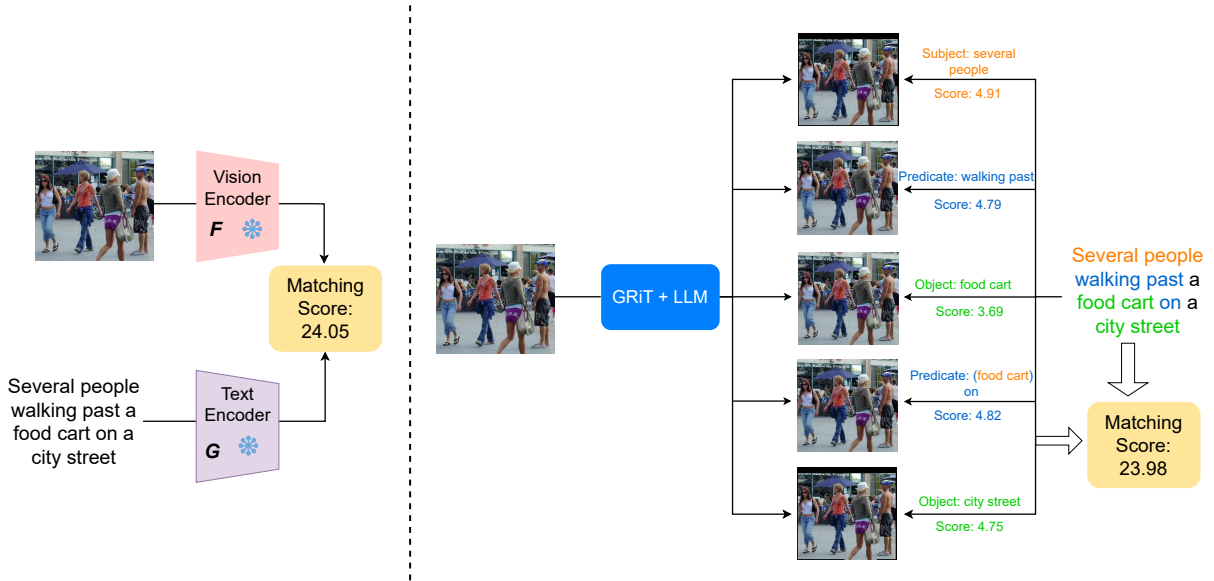 Vision
Encoder
F
Matching
Score:
24.05
Several people
walking past a
food cart on a
city street
Text
Encoder
G
GRiT + LLM
Subject: several
people
Score: 4.91
Predicate: walking past
Score: 4.79
Object: food cart
Score: 3.69
Predicate: (food cart)
on
Score: 4.82
Object: city street
Score: 4.75
Several people
walking past a
food cart on a
city street
Matching
Score:
23.98